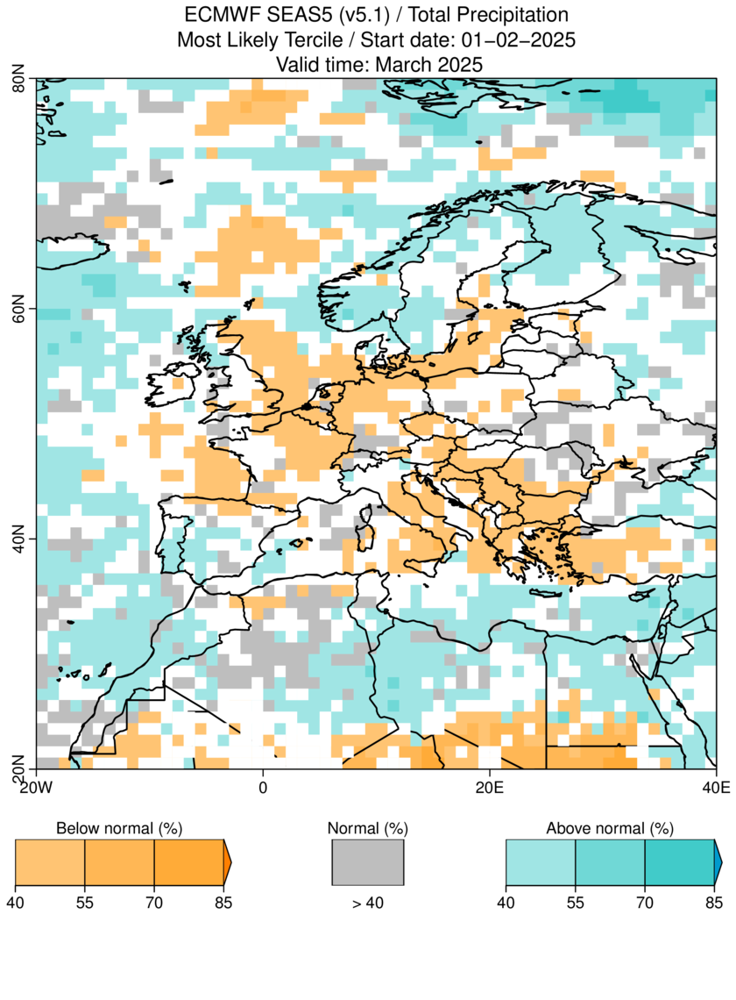 ECMWF SEAS5 (v5.1) / Total Precipitation
Most Likely Tercile / Start date: 01−02−2025
Valid time: March 2025
80N
60N
40N
20N
20W 0 20E 40E
Below normal (%) Normal (%) Above normal (%)
40 55 70 85 > 40 40 55 70 85